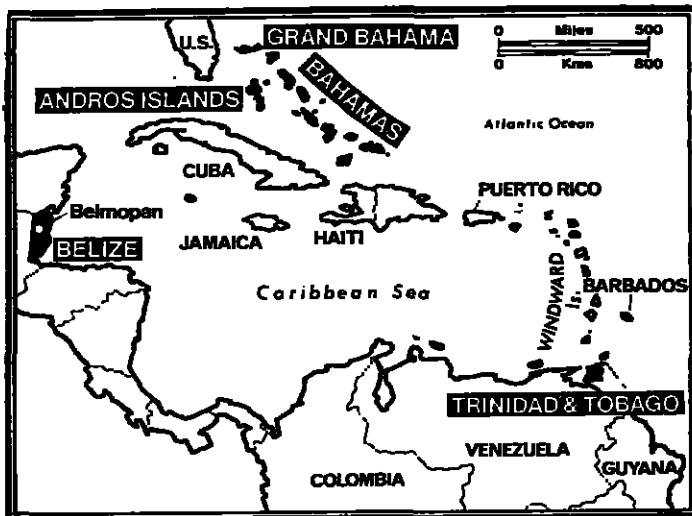 U.S.
GRAND BAHAMA
0 Miles 500
0 Kms 800
BAHAMAS
ANDROS ISLANDS
Atlantic Ocean
CUBA
PUERTO RICO
Belmopan
JAMAICA
HAITI
BELIZE
WINDWARD Is.
BARBADOS
Caribbean Sea
TRINIDAD & TOBAGO
VENEZUELA
GUYANA
COLOMBIA